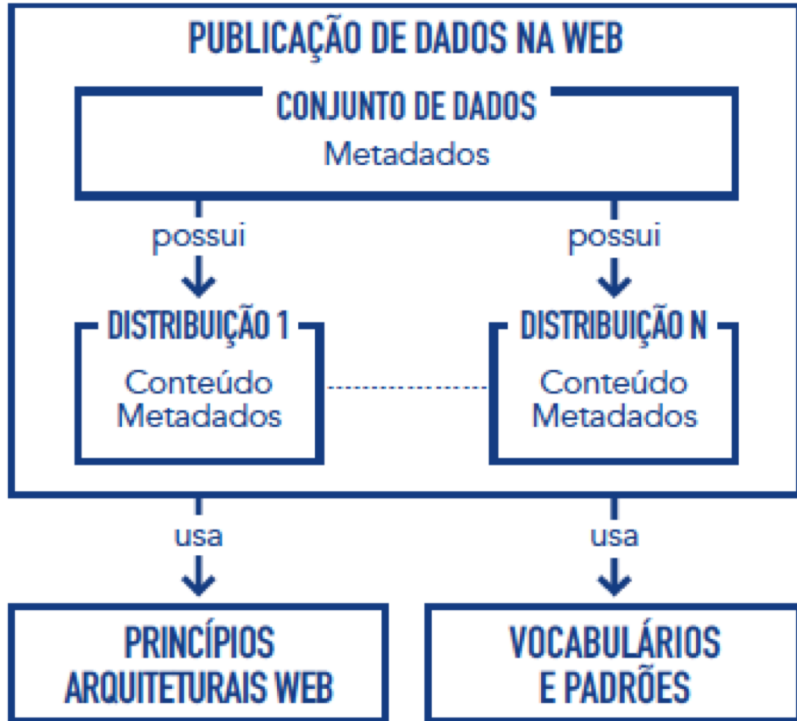 PUBLICAÇÃO DE DADOS NA WEB
CONJUNTO DE DADOS
Metadados
possui
possui
DISTRIBUIÇÃO 1
Conteúdo
Metadados
DISTRIBUIÇÃO N
Conteúdo
Metadados
usa
usa
PRINCÍPIOS
ARQUITETURAIS WEB
VOCABULÁRIOS
E PADRÕES